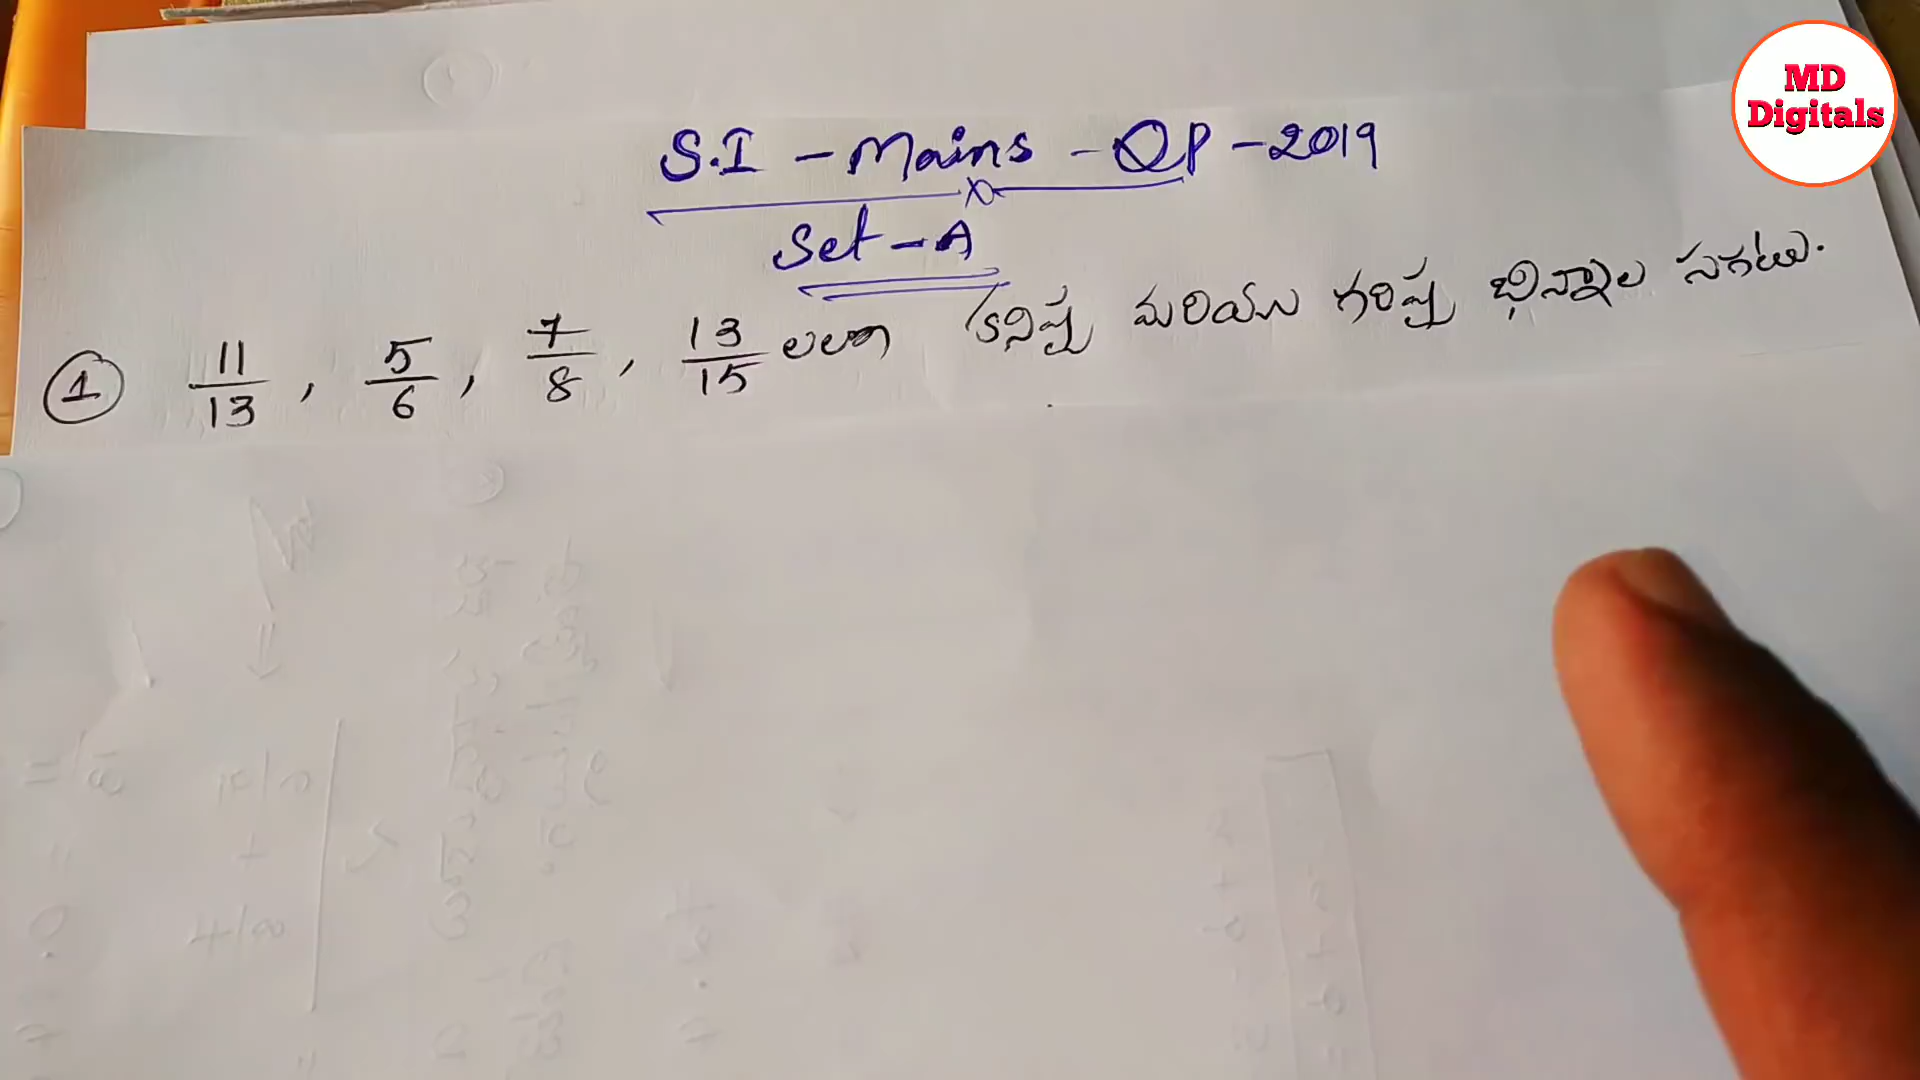 MD
Digitals
S.I - Mains - QP - 2019
Set - A
① 11/13, 5/6, 7/8, 13/15 లలో కనిష్ఠ మరియు గరిష్ఠ భిన్నాల సగటు.